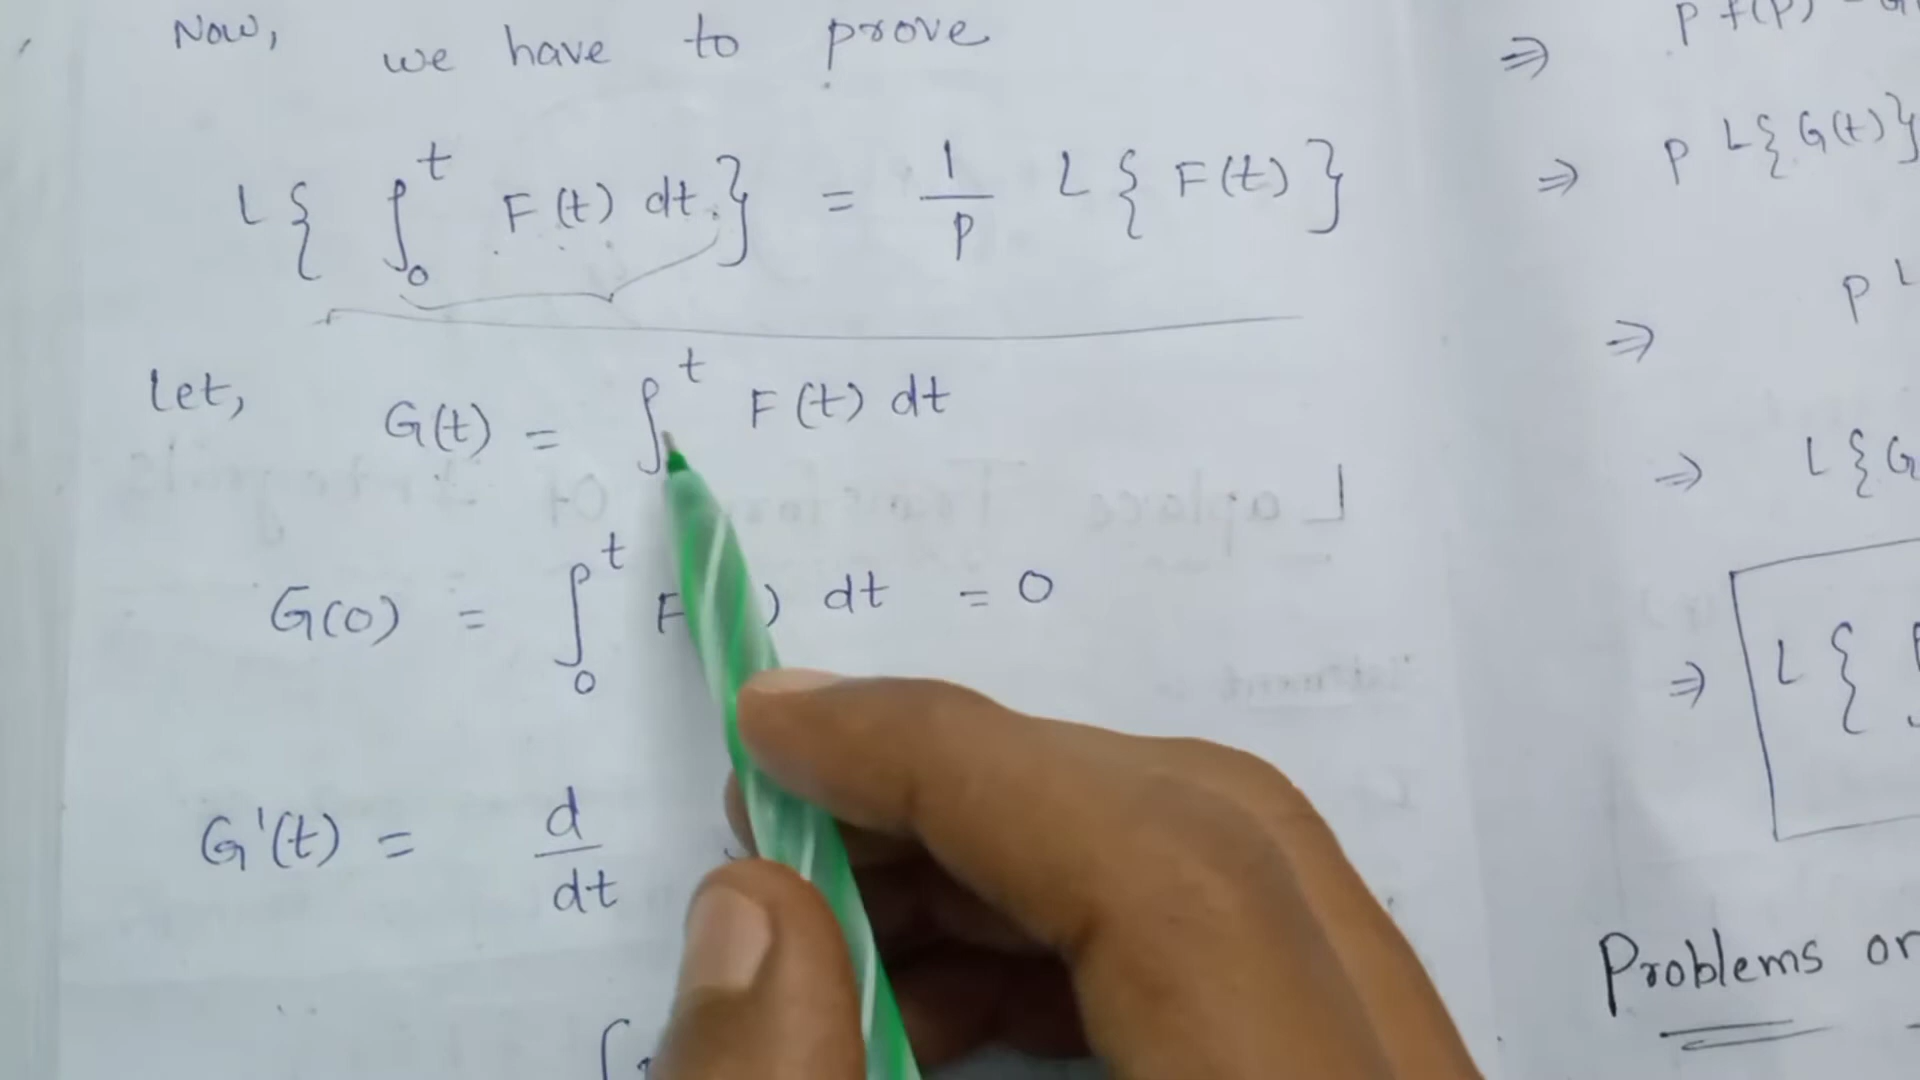 Now, we have to prove
L{ ∫₀ᵗ F(t) dt } = 1/p L{ F(t) }
Let, G(t) = ∫ᵗ F(t) dt
G(0) = ∫₀ᵗ F ) dt = 0
G'(t) = d/dt
⇒ p f(p)
⇒ p L{G(t)}
⇒ p L
⇒ L{G
⇒ L{
Problems on